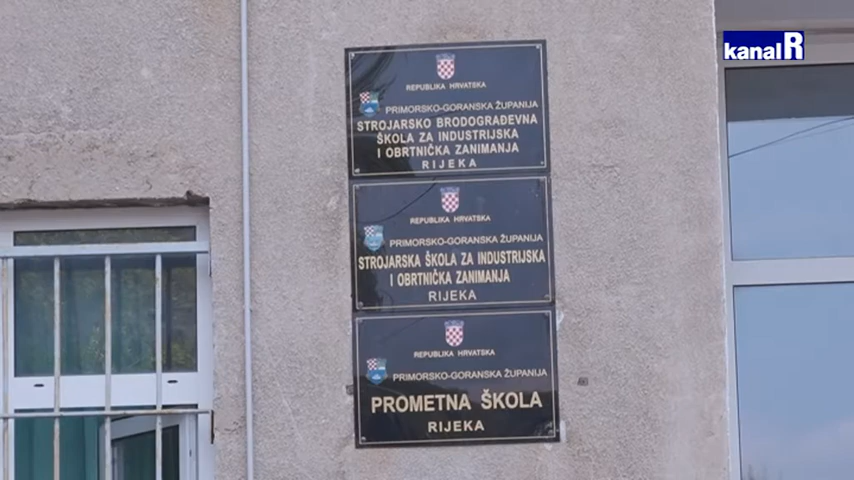 kanal R
REPUBLIKA HRVATSKA
PRIMORSKO-GORANSKA ŽUPANIJA
STROJARSKO BRODOGRAĐEVNA
ŠKOLA ZA INDUSTRIJSKA
I OBRTNIČKA ZANIMANJA
RIJEKA
REPUBLIKA HRVATSKA
PRIMORSKO-GORANSKA ŽUPANIJA
STROJARSKA ŠKOLA ZA INDUSTRIJSKA
I OBRTNIČKA ZANIMANJA
RIJEKA
REPUBLIKA HRVATSKA
PRIMORSKO-GORANSKA ŽUPANIJA
PROMETNA ŠKOLA
RIJEKA